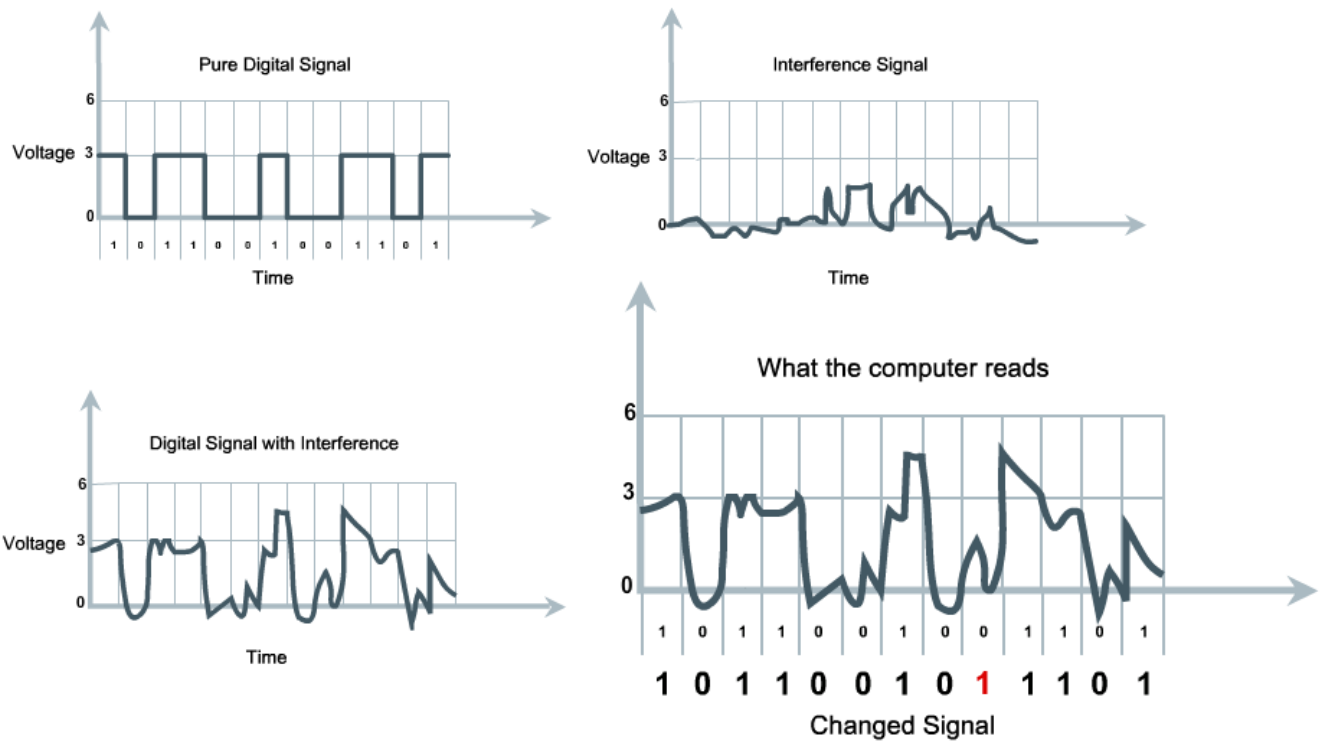 Pure Digital Signal
6
Voltage 3
0
1 0 1 1 0 0 1 0 0 1 1 0 1
Time
Interference Signal
6
Voltage 3
0
Time
Digital Signal with Interference
6
Voltage 3
0
Time
What the computer reads
6
3
0
1 0 1 1 0 0 1 0 0 1 1 0 1
1 0 1 1 0 0 1 0 1 1 1 0 1
Changed Signal